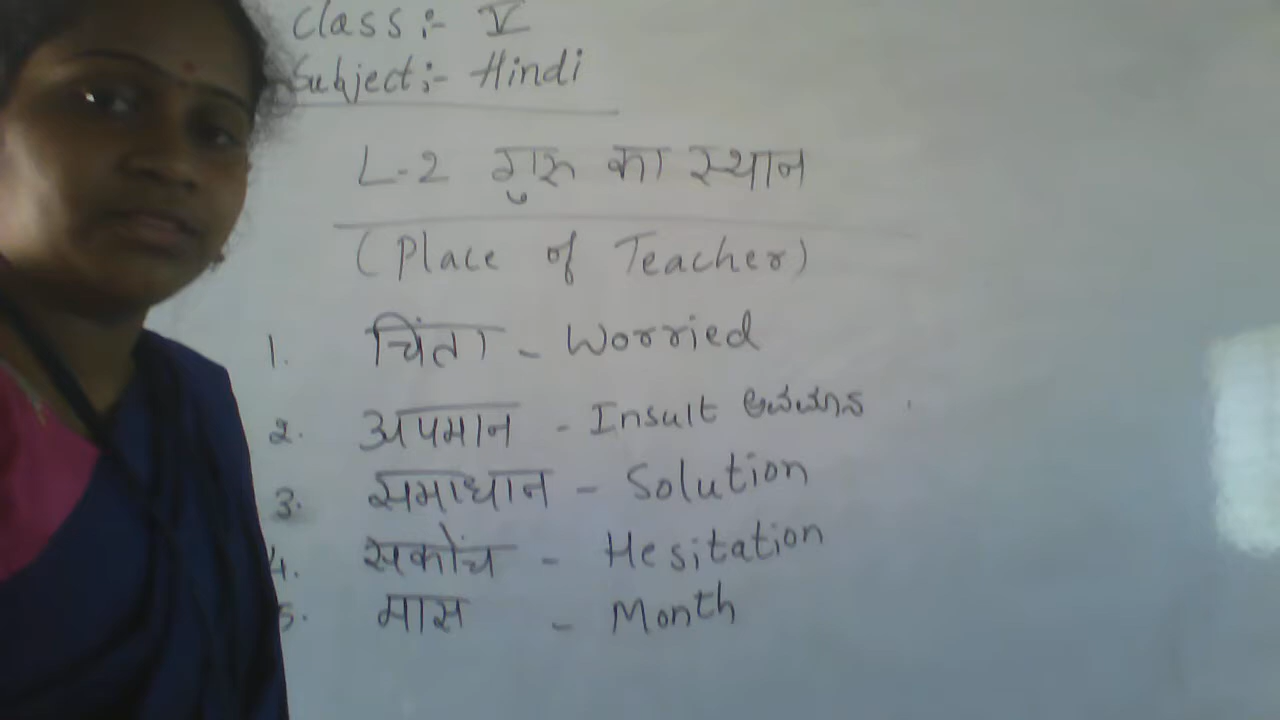 Class :- V
Subject :- Hindi
L-2 गुरु का स्थान
(Place of Teacher)
1. चिंता - Worried
2. अपमान - Insult ಅವಮಾನ
3. समाधान - Solution
4. सकोंच - Hesitation
5. मास - Month